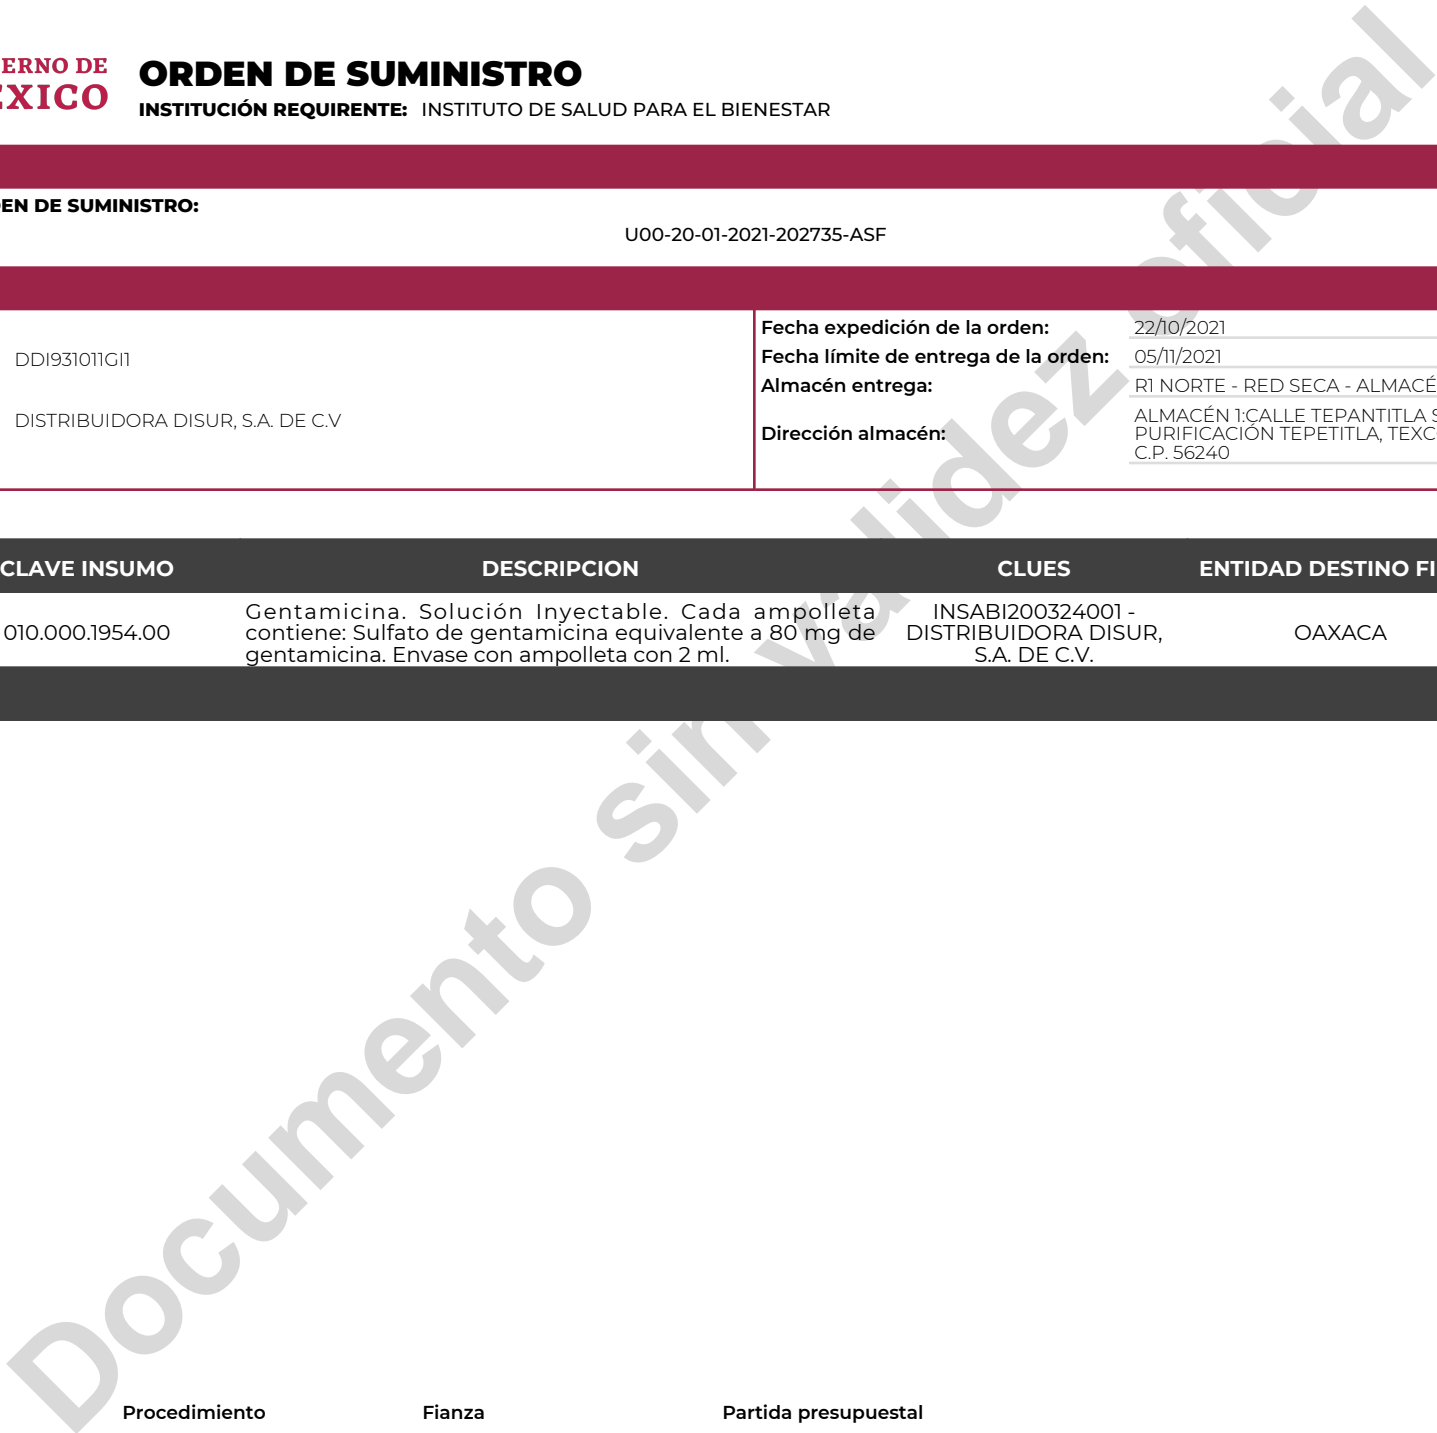 ERNO DE
EXICO
ORDEN DE SUMINISTRO
INSTITUCIÓN REQUIRENTE: INSTITUTO DE SALUD PARA EL BIENESTAR
EN DE SUMINISTRO:
U00-20-01-2021-202735-ASF
DDI931011GI1
DISTRIBUIDORA DISUR, S.A. DE C.V
Fecha expedición de la orden: 22/10/2021
Fecha límite de entrega de la orden: 05/11/2021
Almacén entrega: R1 NORTE - RED SECA - ALMACÉ
Dirección almacén: ALMACÉN 1:CALLE TEPANTITLA S
PURIFICACIÓN TEPETITLA, TEXC
C.P. 56240
CLAVE INSUMO DESCRIPCION CLUES ENTIDAD DESTINO FI
010.000.1954.00
Gentamicina. Solución Inyectable. Cada ampolleta
contiene: Sulfato de gentamicina equivalente a 80 mg de
gentamicina. Envase con ampolleta con 2 ml.
INSABI200324001 -
DISTRIBUIDORA DISUR,
S.A. DE C.V.
OAXACA
Documento sin validez oficial
Procedimiento Fianza Partida presupuestal